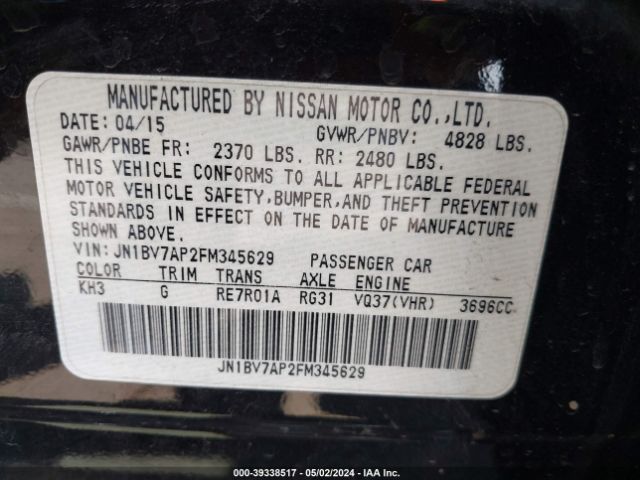 MANUFACTURED BY NISSAN MOTOR CO.,LTD.
DATE: 04/15 GVWR/PNBV: 4828 LBS.
GAWR/PNBE FR: 2370 LBS. RR: 2480 LBS.
THIS VEHICLE CONFORMS TO ALL APPLICABLE FEDERAL
MOTOR VEHICLE SAFETY,BUMPER,AND THEFT PREVENTION
STANDARDS IN EFFECT ON THE DATE OF MANUFACTURE
SHOWN ABOVE.
VIN: JN1BV7AP2FM345629 PASSENGER CAR
COLOR TRIM TRANS AXLE ENGINE
KH3 G RE7R01A RG31 VQ37(VHR) 3696CC
JN1BV7AP2FM345629
000-39338517 - 05/02/2024 - IAA Inc.